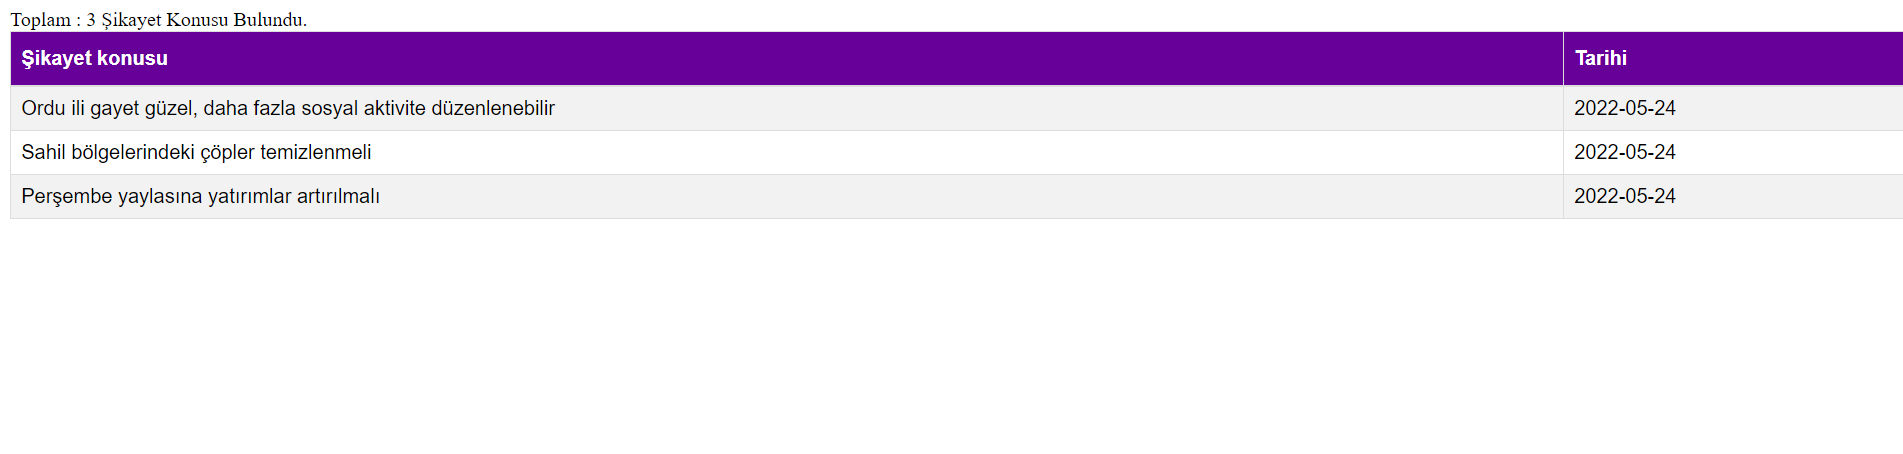 Toplam : 3 Şikayet Konusu Bulundu.
Şikayet konusu Tarihi
Ordu ili gayet güzel, daha fazla sosyal aktivite düzenlenebilir 2022-05-24
Sahil bölgelerindeki çöpler temizlenmeli 2022-05-24
Perşembe yaylasına yatırımlar artırılmalı 2022-05-24